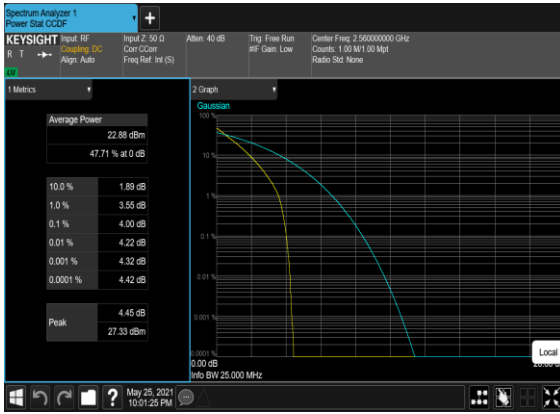 Spectrum Analyzer 1
Power Stat CCDF
KEYSIGHT
R T
Input: RF
Coupling: DC
Align: Auto
Input Z: 50 Ω
Corr CCorr
Freq Ref: Int (S)
Atten: 40 dB
Trig: Free Run
#IF Gain: Low
Center Freq: 2.560000000 GHz
Counts: 1.00 M/1.00 Mpt
Radio Std: None
1 Metrics
Average Power
22.88 dBm
47.71 % at 0 dB
10.0 % 1.89 dB
1.0 % 3.55 dB
0.1 % 4.00 dB
0.01 % 4.22 dB
0.001 % 4.32 dB
0.0001 % 4.42 dB
Peak
4.45 dB
27.33 dBm
2 Graph
Gaussian
100 %
10 %
1 %
0.1 %
0.01 %
0.001 %
0.0001 %
0.00 dB
Info BW 25.000 MHz
Local
May 25, 2021
10:01:25 PM